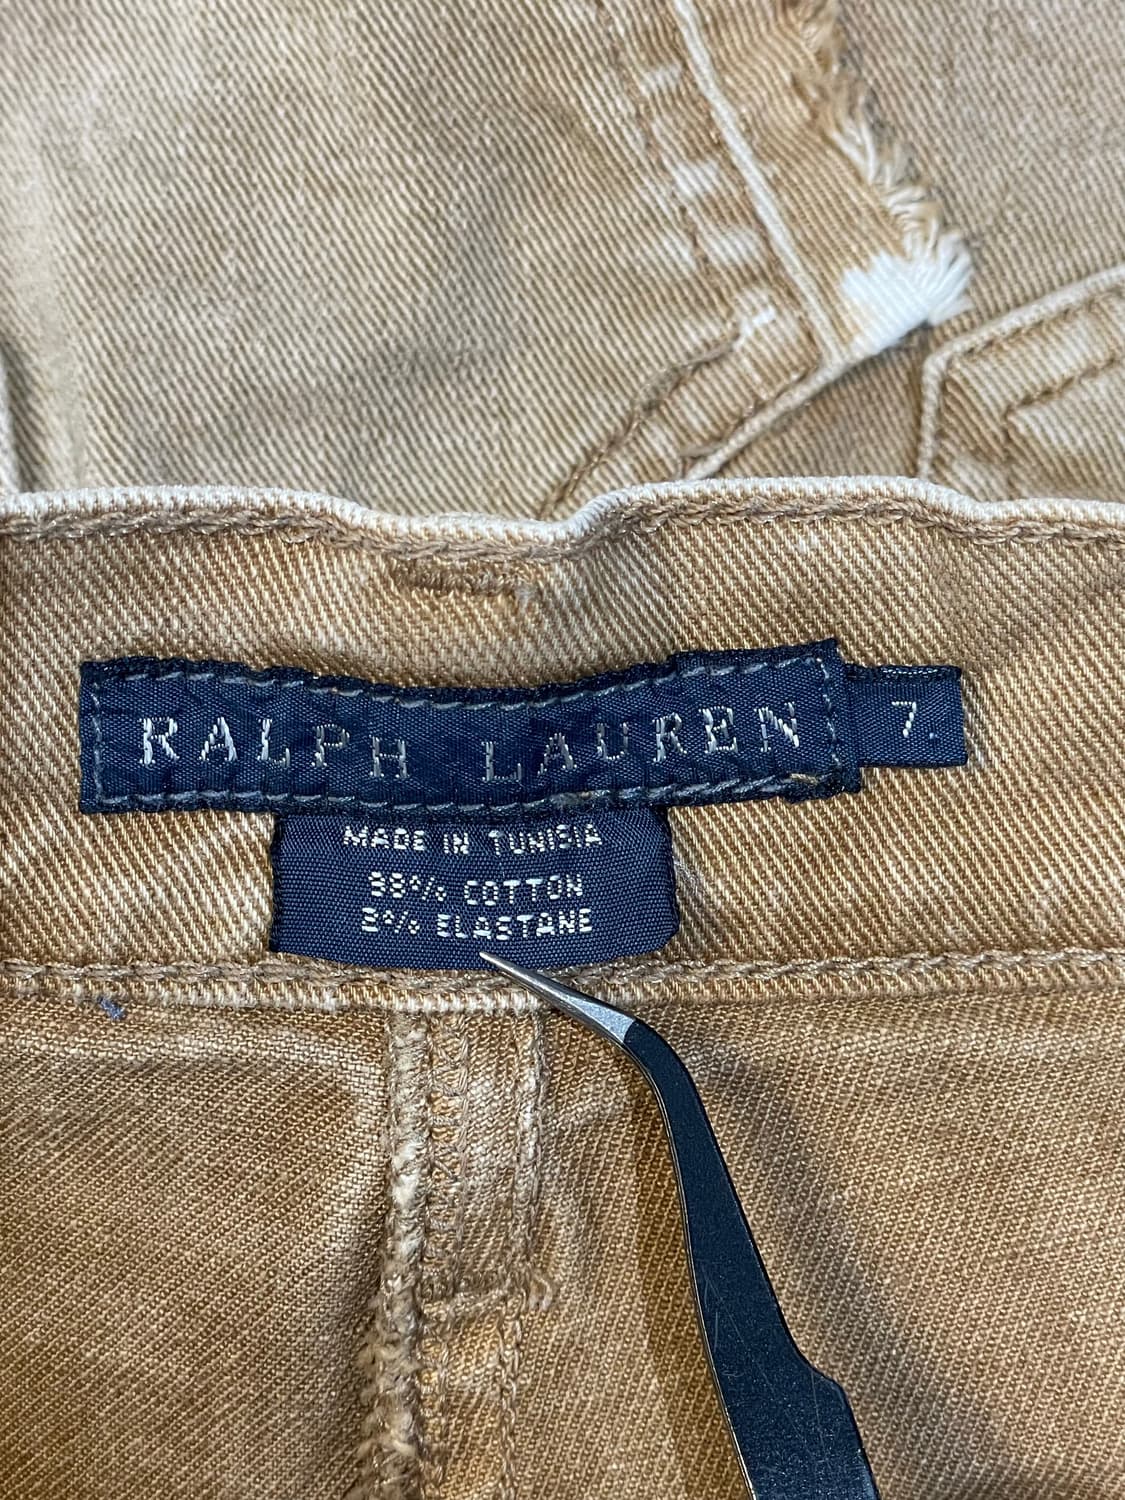 RALPH LAUREN
7.
MADE IN TUNISIA
98% COTTON
2% ELASTANE